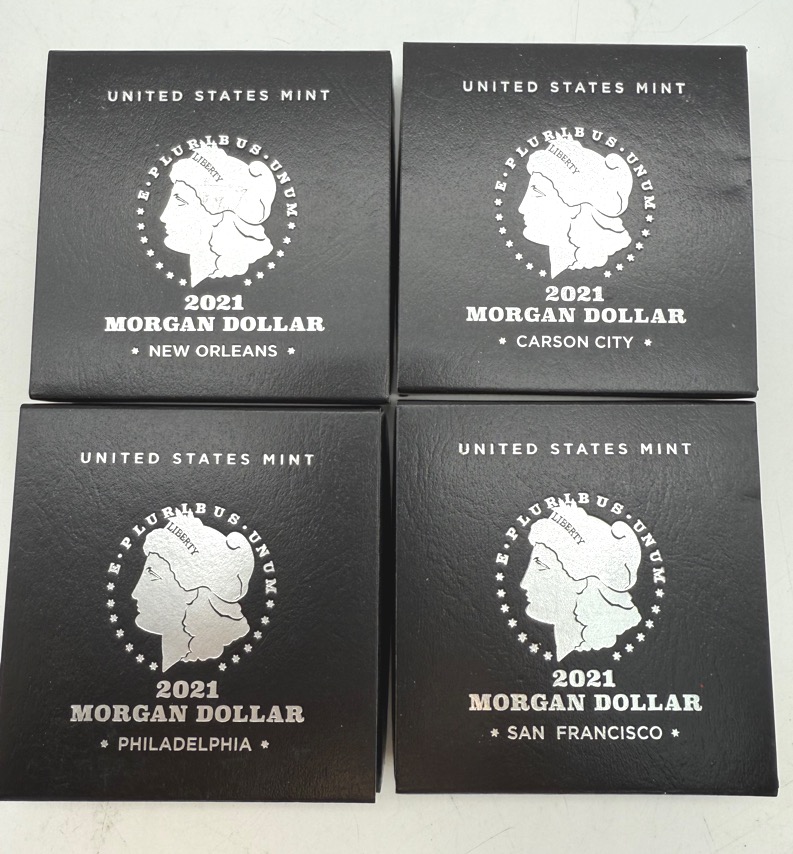 UNITED STATES MINT
E·PLURIBUS·UNUM
LIBERTY
2021
MORGAN DOLLAR
* NEW ORLEANS *
UNITED STATES MINT
E·PLURIBUS·UNUM
LIBERTY
2021
MORGAN DOLLAR
* CARSON CITY *
UNITED STATES MINT
E·PLURIBUS·UNUM
LIBERTY
2021
MORGAN DOLLAR
* PHILADELPHIA *
UNITED STATES MINT
E·PLURIBUS·UNUM
LIBERTY
2021
MORGAN DOLLAR
* SAN FRANCISCO *